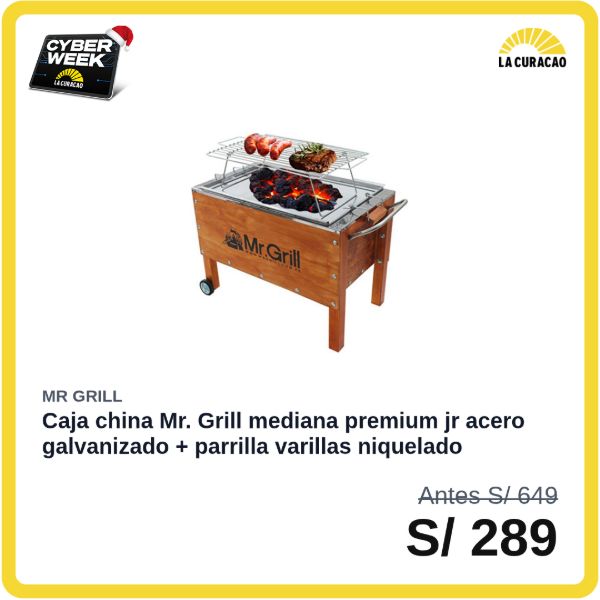 CYBER
WEEK
LA CURACAO
LA CURACAO
Mr Grill
MR GRILL
Caja china Mr. Grill mediana premium jr acero
galvanizado + parrilla varillas niquelado
Antes S/ 649
S/ 289